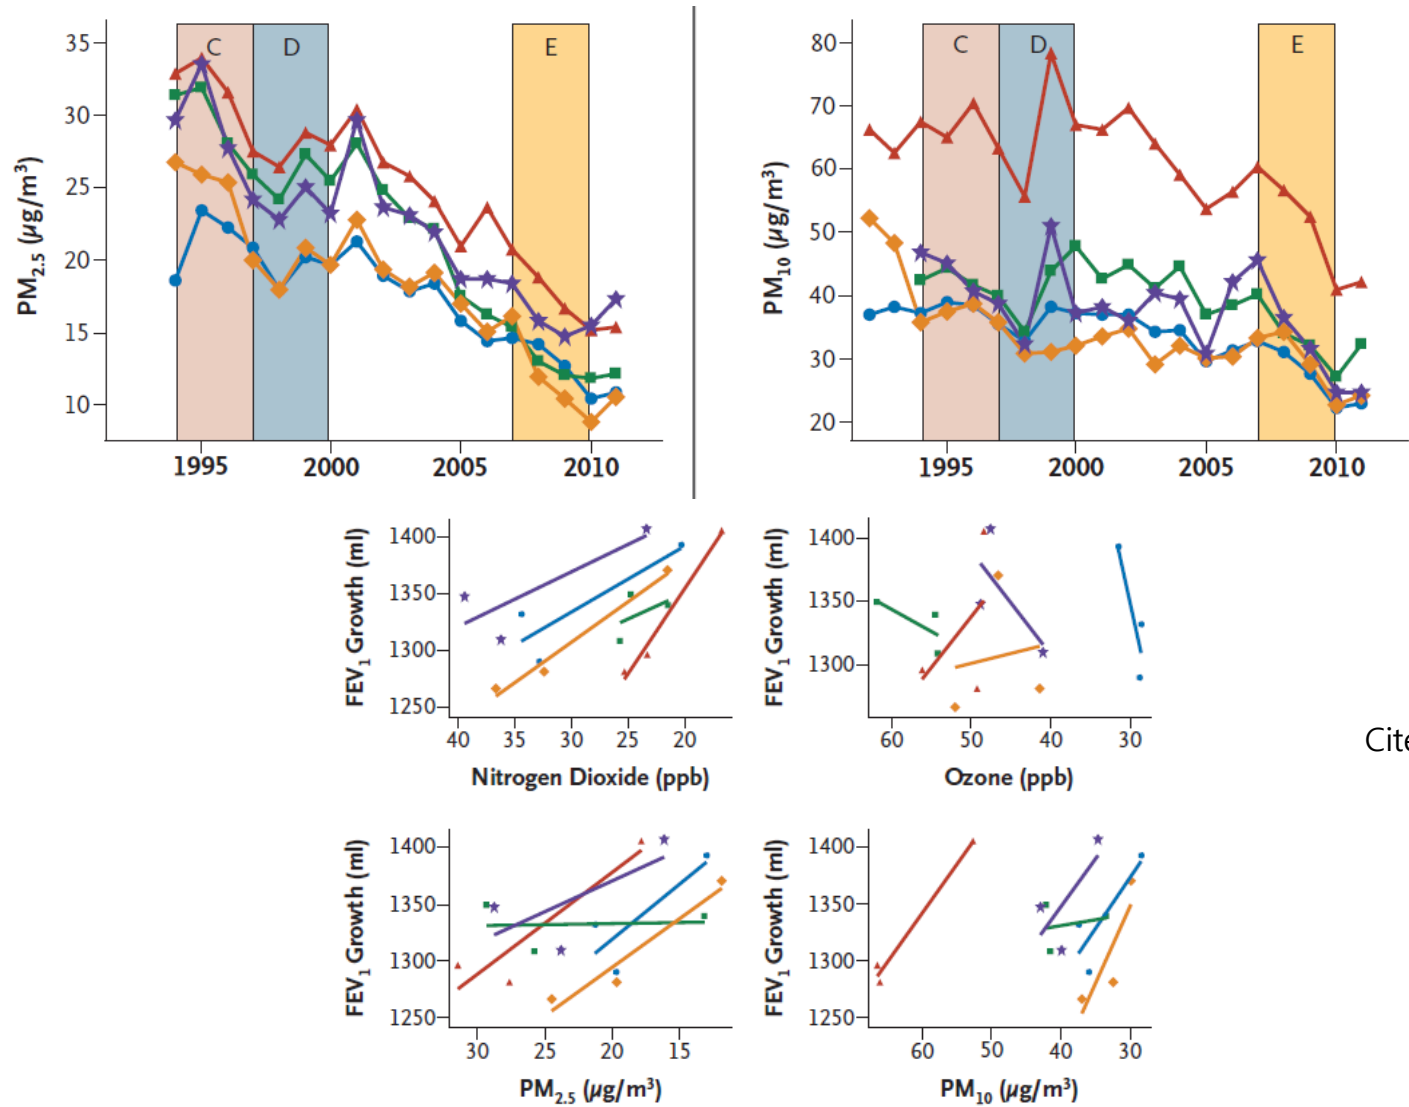 C D E
PM2.5 (μg/m³)
35
30
25
20
15
10
1995 2000 2005 2010
C D E
PM10 (μg/m³)
80
70
60
50
40
30
20
1995 2000 2005 2010
FEV1 Growth (ml)
1400
1350
1300
1250
40 35 30 25 20
Nitrogen Dioxide (ppb)
FEV1 Growth (ml)
1400
1350
1300
60 50 40 30
Ozone (ppb)
Cite
FEV1 Growth (ml)
1400
1350
1300
1250
30 25 20 15
PM2.5 (μg/m³)
FEV1 Growth (ml)
1400
1350
1300
1250
60 50 40 30
PM10 (μg/m³)